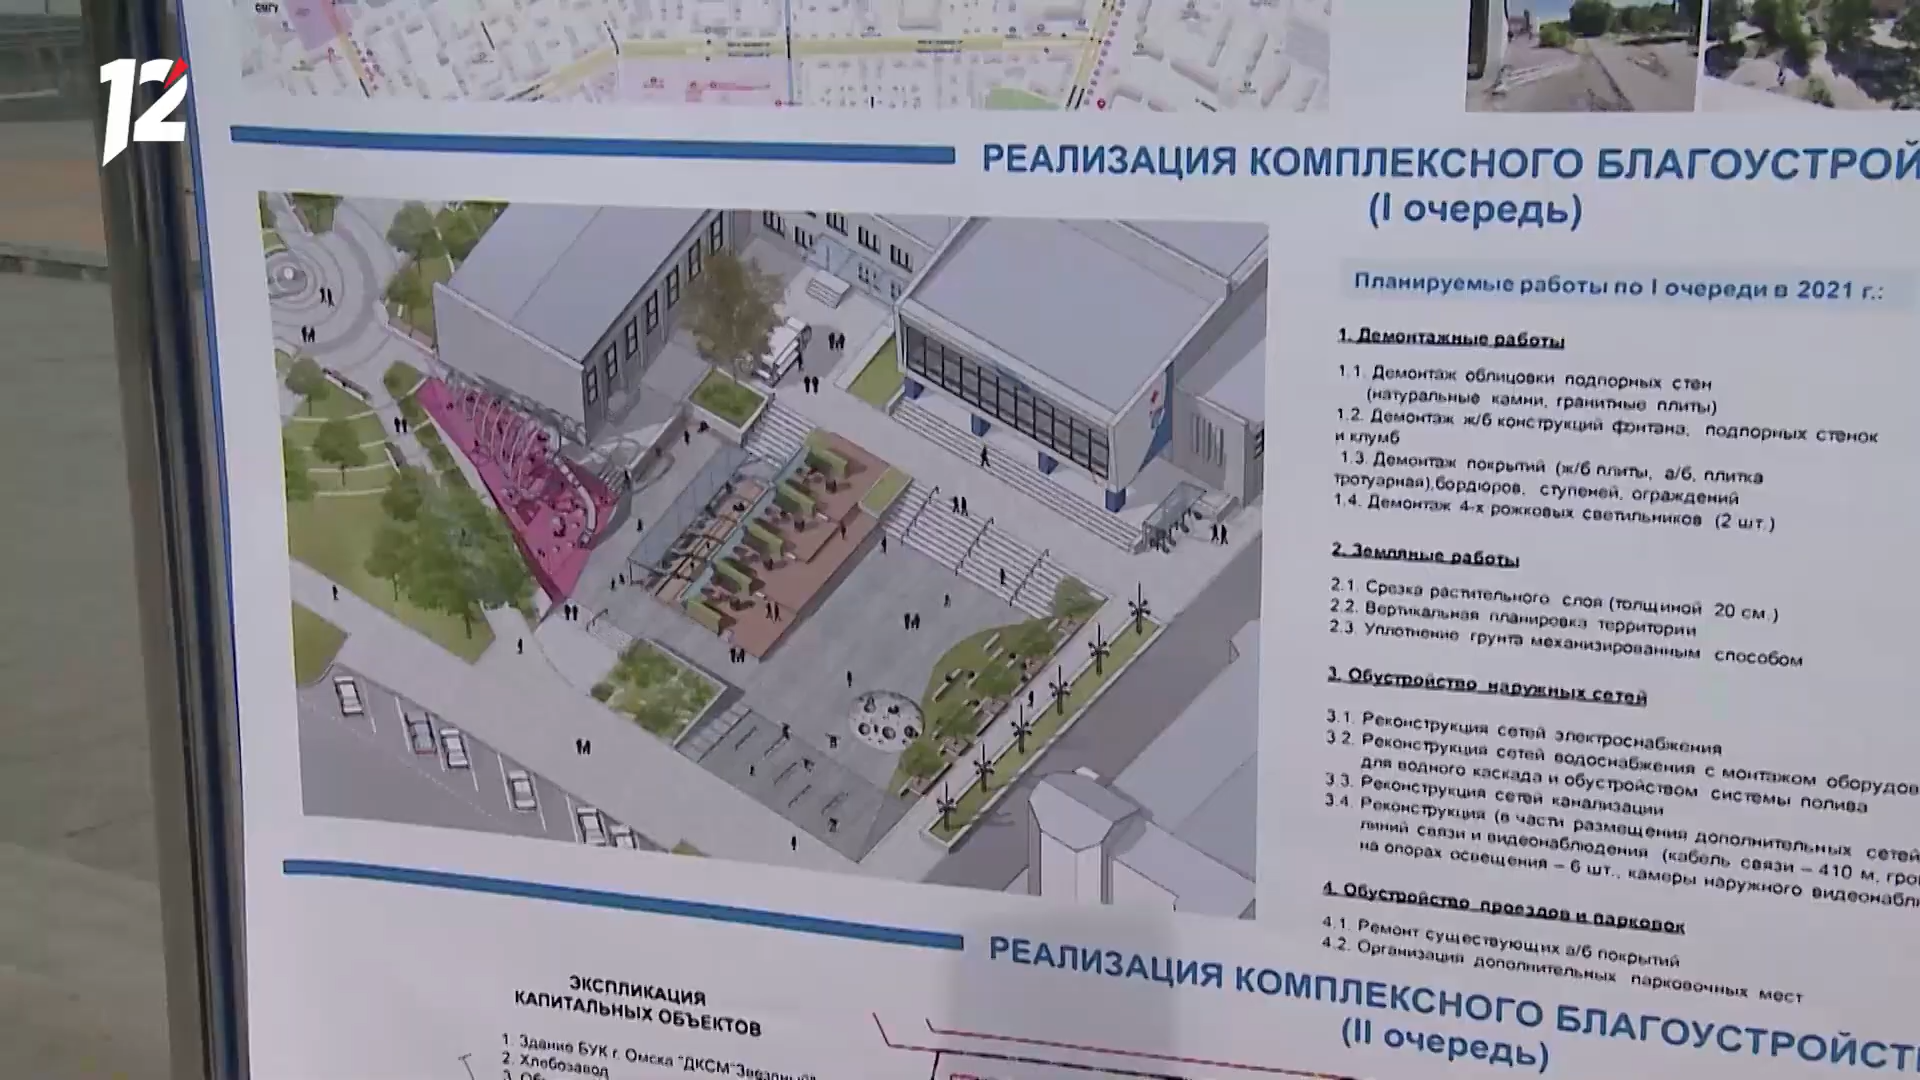 12
РЕАЛИЗАЦИЯ КОМПЛЕКСНОГО БЛАГОУСТРОЙ
(I очередь)
Планируемые работы по I очереди в 2021 г.:
1. Демонтажные работы
1.1. Демонтаж облицовки подпорных стен
(натуральные камни, гранитные плиты)
1.2. Демонтаж ж/б конструкций фонтана, подпорных стенок
и клумб
1.3. Демонтаж покрытий (ж/б плиты, а/б, плитка
тротуарная), бордюров, ступеней, ограждений
1.4. Демонтаж 4-х рожковых светильников (2 шт.)
2. Земляные работы
2.1. Срезка растительного слоя (толщиной 20 см.)
2.2. Вертикальная планировка территории
2.3. Уплотнение грунта механизированным способом
3. Обустройство наружных сетей
3.1. Реконструкция сетей электроснабжения
3.2. Реконструкция сетей водоснабжения с монтажом оборудов
для водного каскада и обустройством системы полива
3.3. Реконструкция сетей канализации
3.4. Реконструкция (в части размещения дополнительных сетей
линий связи и видеонаблюдения (кабель связи – 410 м, гро
на опорах освещения – 6 шт., камеры наружного видеонабл
4. Обустройство проездов и парковок
4.1. Ремонт существующих а/б покрытий
4.2. Организация дополнительных парковочных мест
РЕАЛИЗАЦИЯ КОМПЛЕКСНОГО БЛАГОУСТРОЙСТ
(II очередь)
ЭКСПЛИКАЦИЯ
КАПИТАЛЬНЫХ ОБЪЕКТОВ
1. Здание БУК г. Омска "ДКСМ "Звездный"
2. Хлебозавод